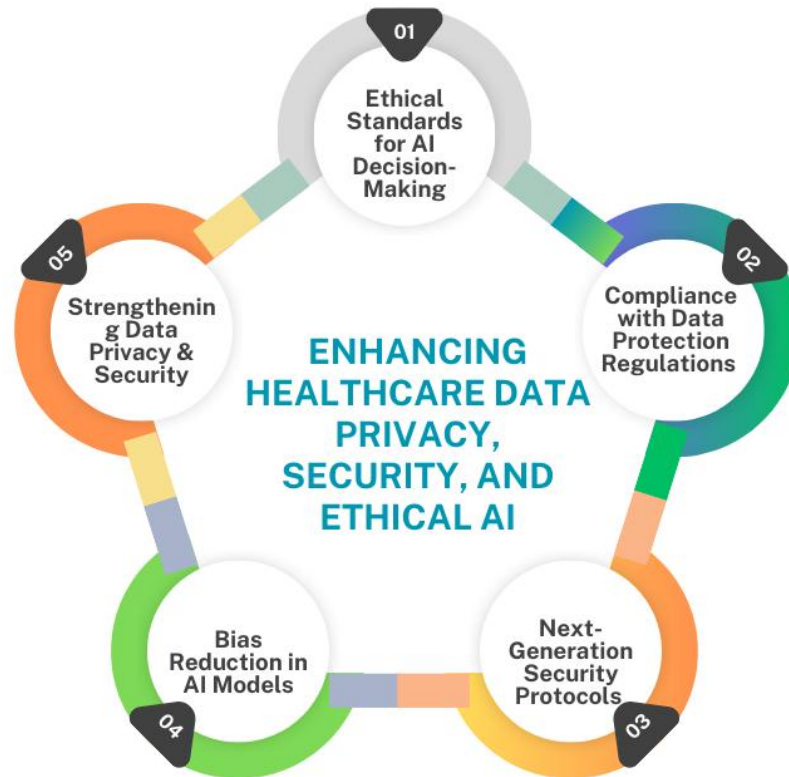 01
Ethical
Standards
for AI
Decision-
Making
02
Compliance
with Data
Protection
Regulations
03
Next-
Generation
Security
Protocols
04
Bias
Reduction in
AI Models
05
Strengthenin
g Data
Privacy &
Security
ENHANCING
HEALTHCARE DATA
PRIVACY,
SECURITY, AND
ETHICAL AI